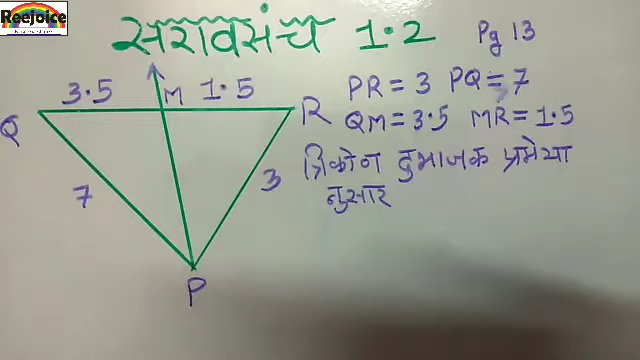 Reejoice
सरावसंच 1.2 Pg 13
3.5 M 1.5
Q R
7 3
P
PR = 3 PQ = 7
QM = 3.5 MR = 1.5
त्रिकोन दुभाजक प्रमेया
नुसार